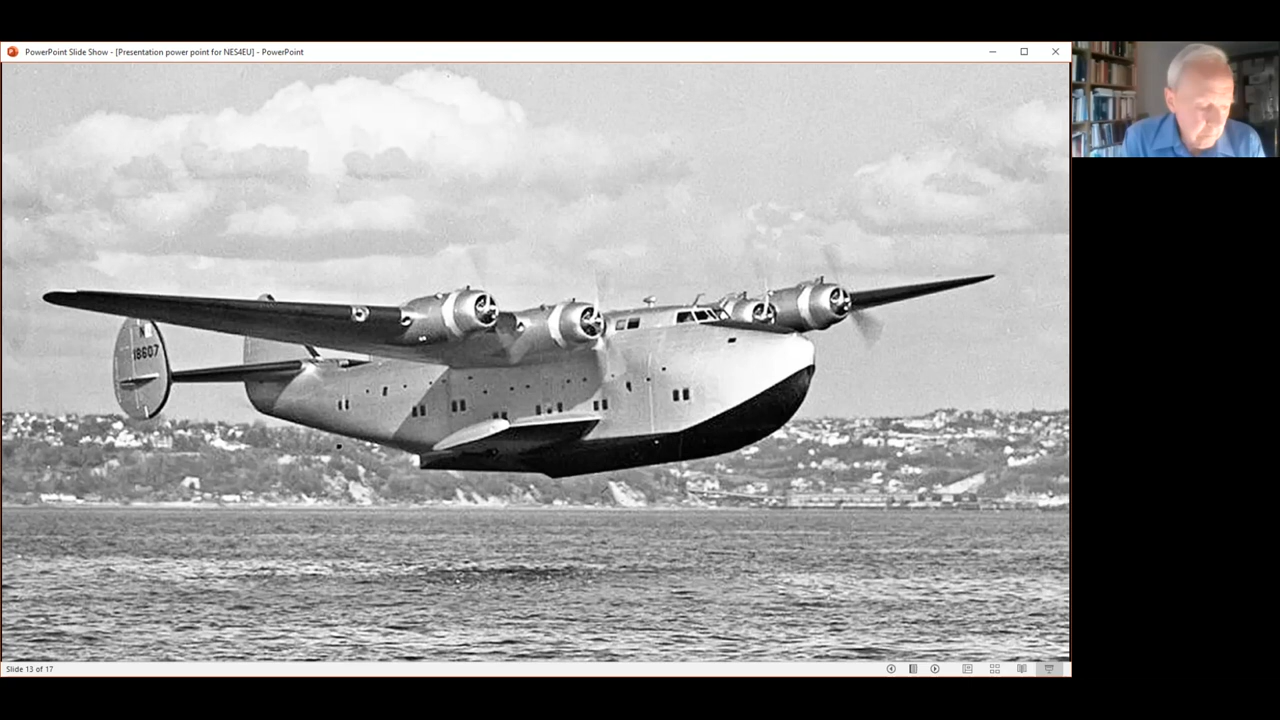 PowerPoint Slide Show - [Presentation power point for NES4EU] - PowerPoint
N
18607
Slide 13 of 17